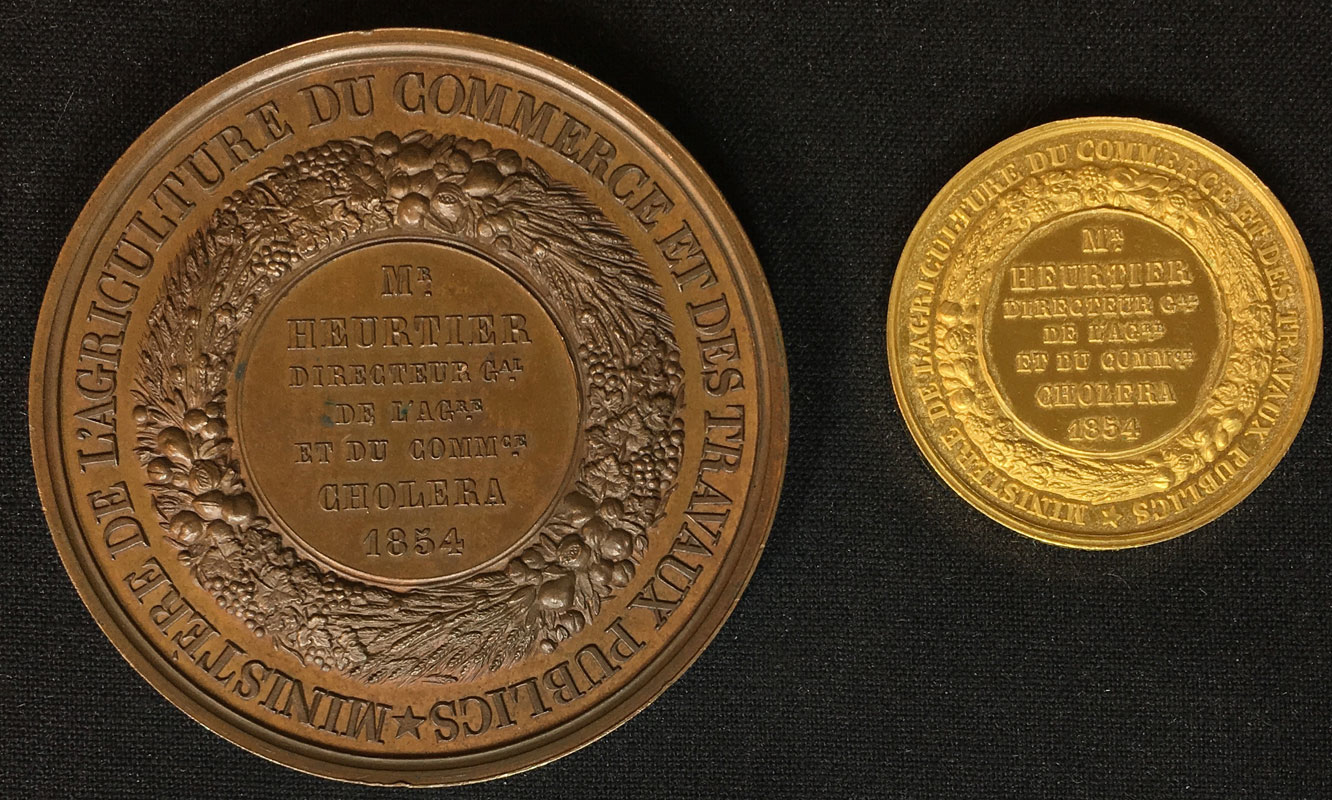 MINISTÈRE DE L'AGRICULTURE DU COMMERCE ET DES TRAVAUX PUBLICS ★
MR.
HEURTIER
DIRECTEUR GAL.
DE L'AGRE.
ET DU COMMCE.
CHOLERA
1854
MINISTÈRE DE L'AGRICULTURE DU COMMERCE ET DES TRAVAUX PUBLICS ★
MR.
HEURTIER
DIRECTEUR GAL.
DE L'AGRE.
ET DU COMMCE.
CHOLERA
1854